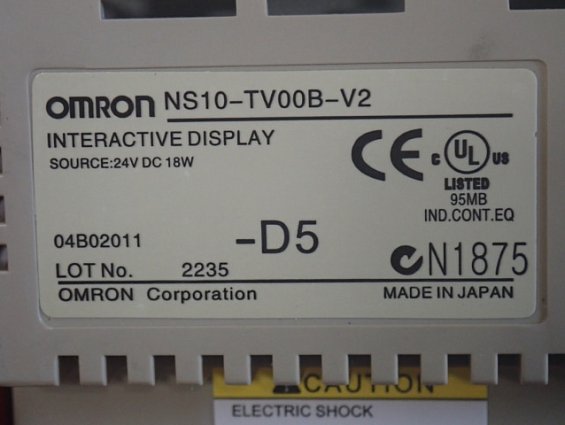 OMRON NS10-TV00B-V2
INTERACTIVE DISPLAY
SOURCE:24V DC 18W
CE
c UL US
LISTED
95MB
IND.CONT.EQ
04B02011
-D5
LOT No. 2235
N1875
OMRON Corporation
MADE IN JAPAN
CAUTION
ELECTRIC SHOCK